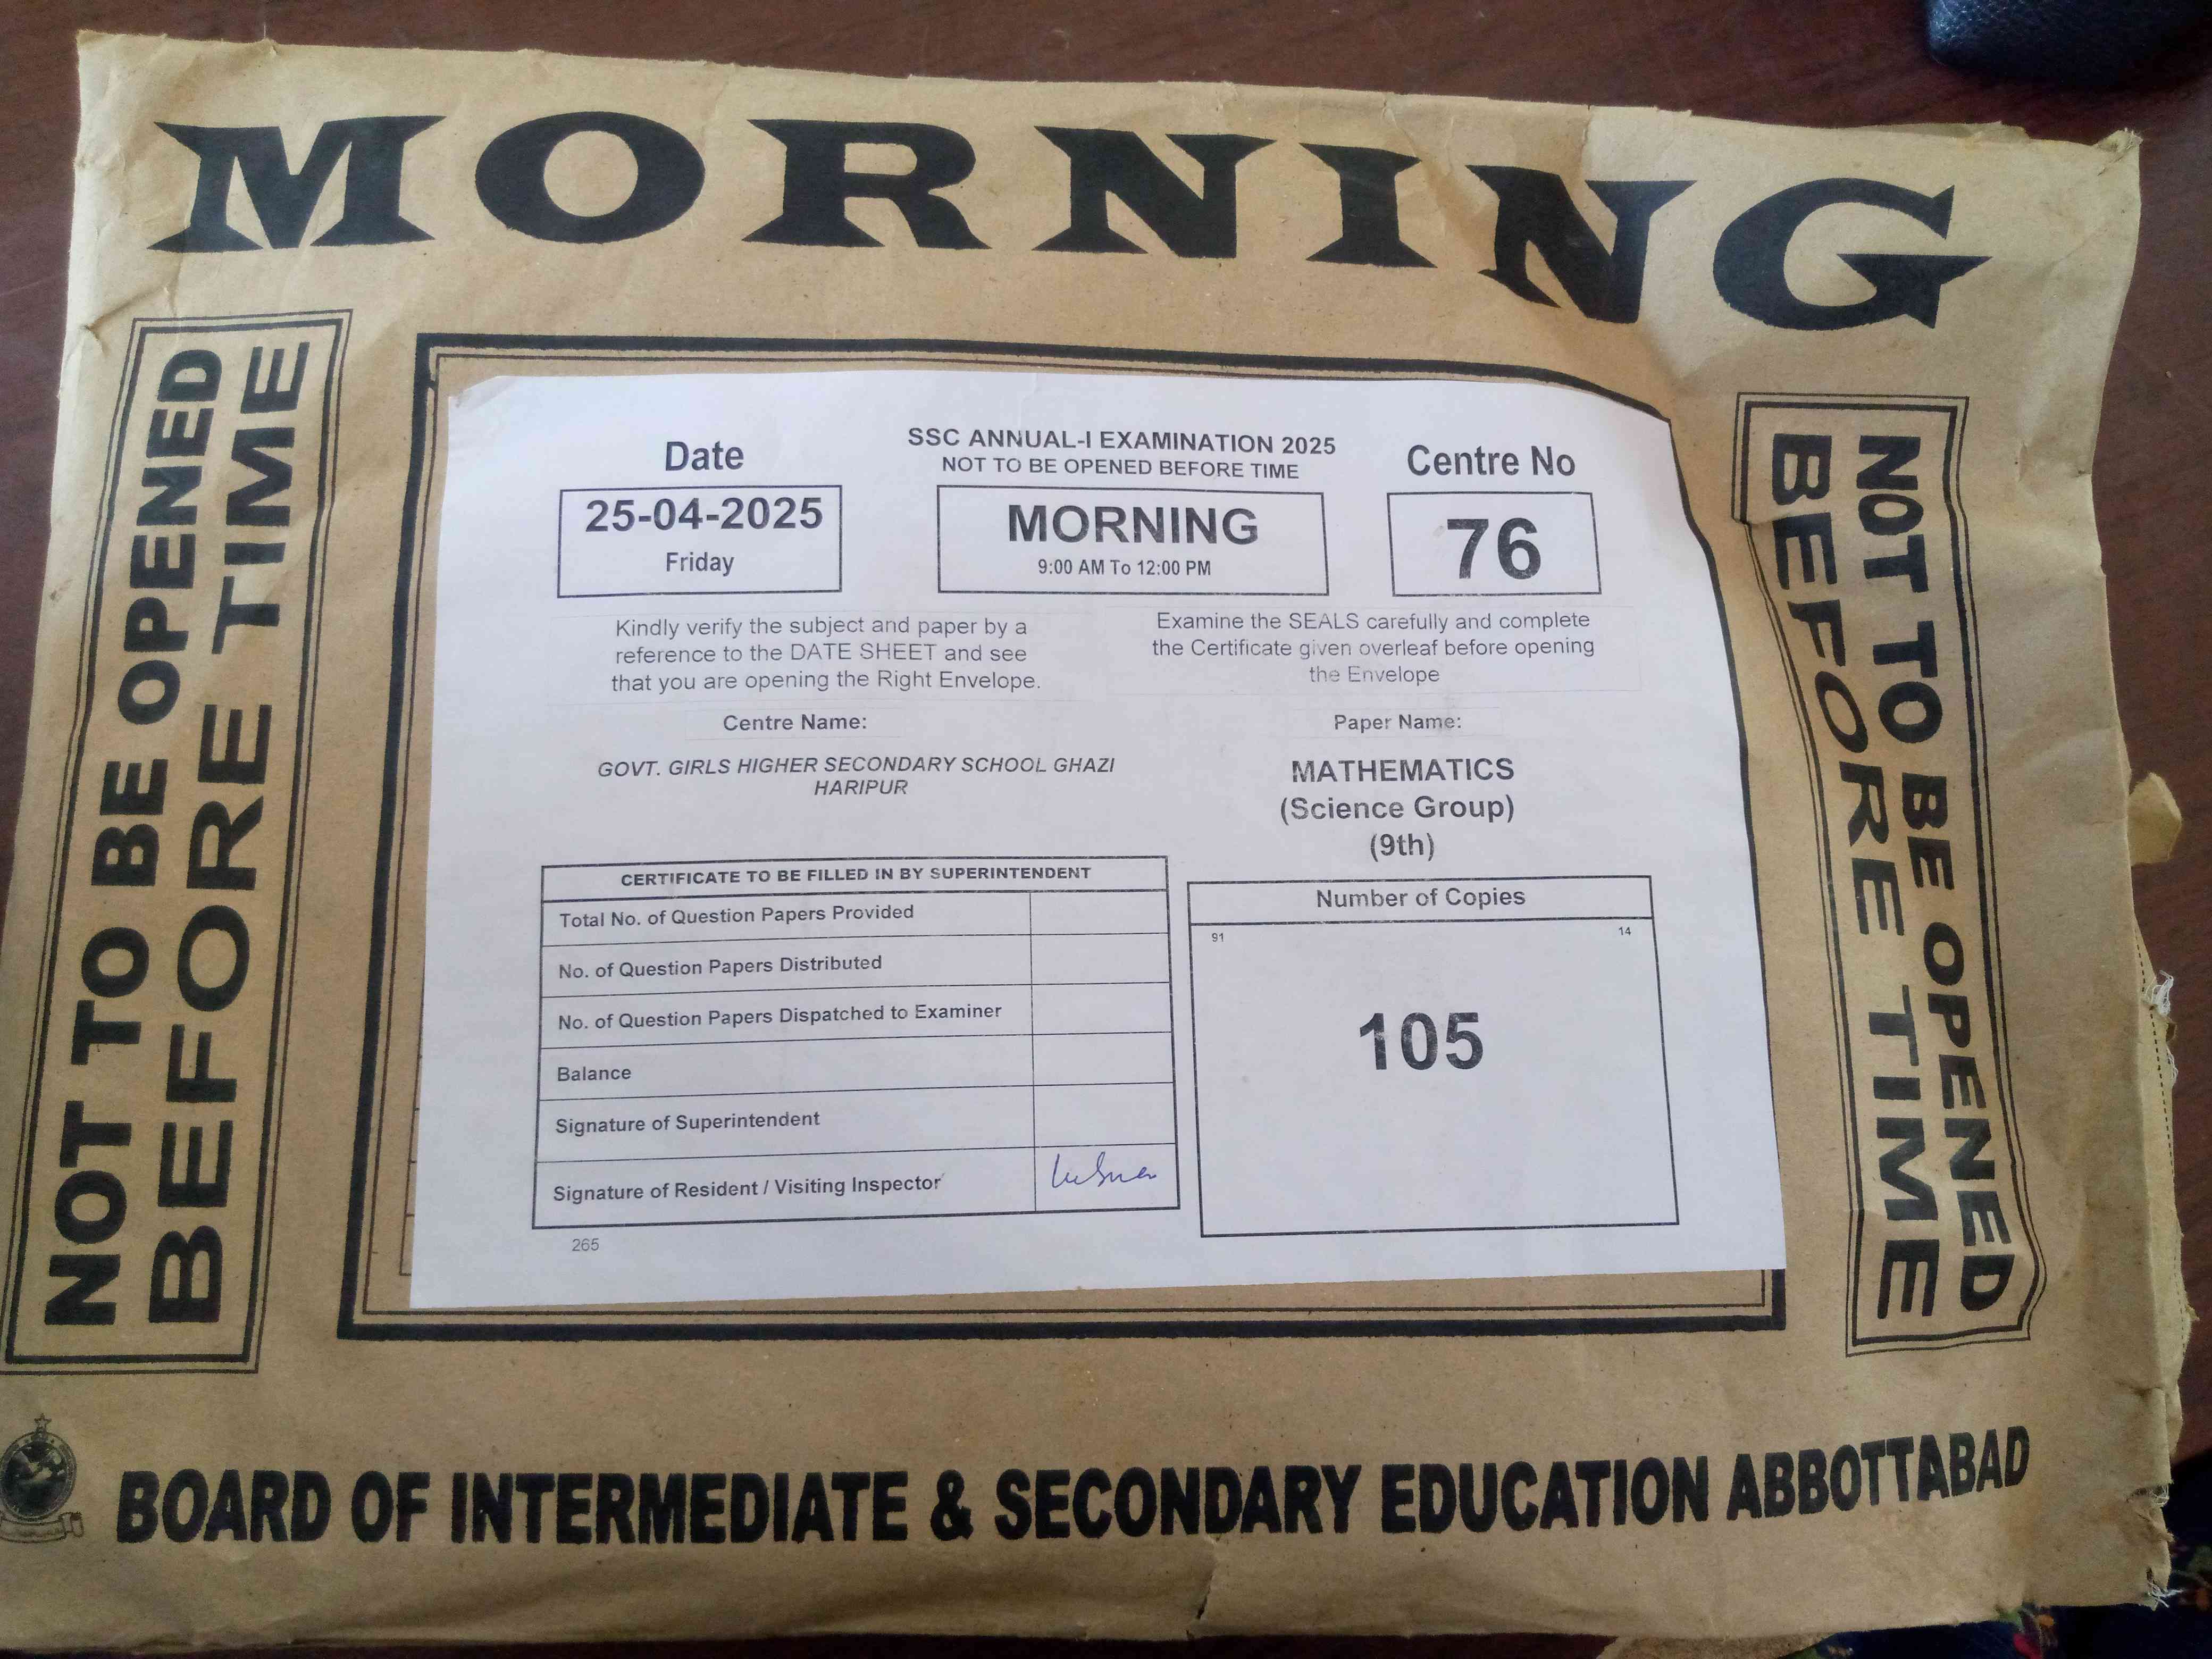 MORNING
NOT TO BE OPENED
BEFORE TIME
Date
25-04-2025
Friday
SSC ANNUAL-I EXAMINATION 2025
NOT TO BE OPENED BEFORE TIME
MORNING
9:00 AM To 12:00 PM
Centre No
76
Kindly verify the subject and paper by a
reference to the DATE SHEET and see
that you are opening the Right Envelope.
Examine the SEALS carefully and complete
the Certificate given overleaf before opening
the Envelope
Centre Name:
GOVT. GIRLS HIGHER SECONDARY SCHOOL GHAZI
HARIPUR
Paper Name:
MATHEMATICS
(Science Group)
(9th)
CERTIFICATE TO BE FILLED IN BY SUPERINTENDENT
Total No. of Question Papers Provided
No. of Question Papers Distributed
No. of Question Papers Dispatched to Examiner
Balance
Signature of Superintendent
Signature of Resident / Visiting Inspector
265
Number of Copies
91 14
105
NOT TO BE OPENED
BEFORE TIME
BOARD OF INTERMEDIATE & SECONDARY EDUCATION ABBOTTABAD